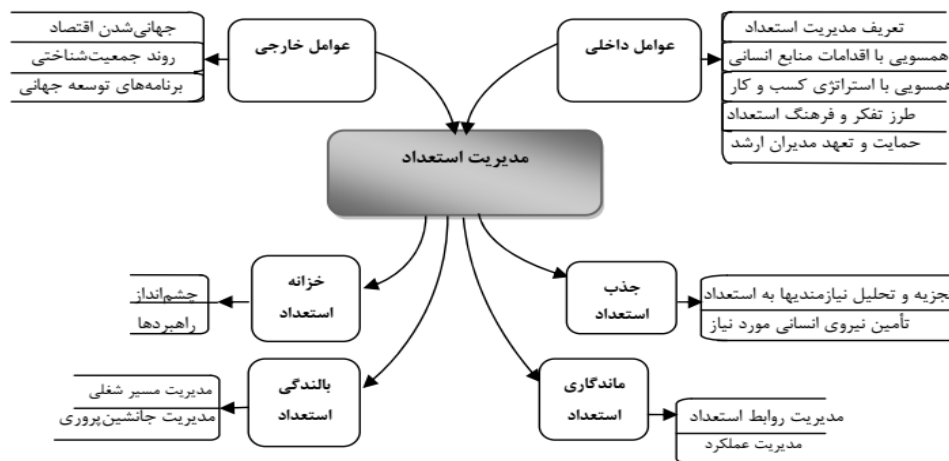 عوامل داخلی
تعریف مدیریت استعداد
همسویی با اقدامات منابع انسانی
همسویی با استراتژی کسب و کار
طرز تفکر و فرهنگ استعداد
حمایت و تعهد مدیران ارشد
عوامل خارجی
جهانی‌شدن اقتصاد
روند جمعیت‌شناختی
برنامه‌های توسعه جهانی
مدیریت استعداد
جذب
استعداد
جزیه و تحلیل نیازمندیها به استعداد
تأمین نیروی انسانی مورد نیاز
خزانه
استعداد
چشم‌انداز
راهبردها
ماندگاری
استعداد
مدیریت روابط استعداد
مدیریت عملکرد
بالندگی
استعداد
مدیریت مسیر شغلی
مدیریت جانشین‌پروری